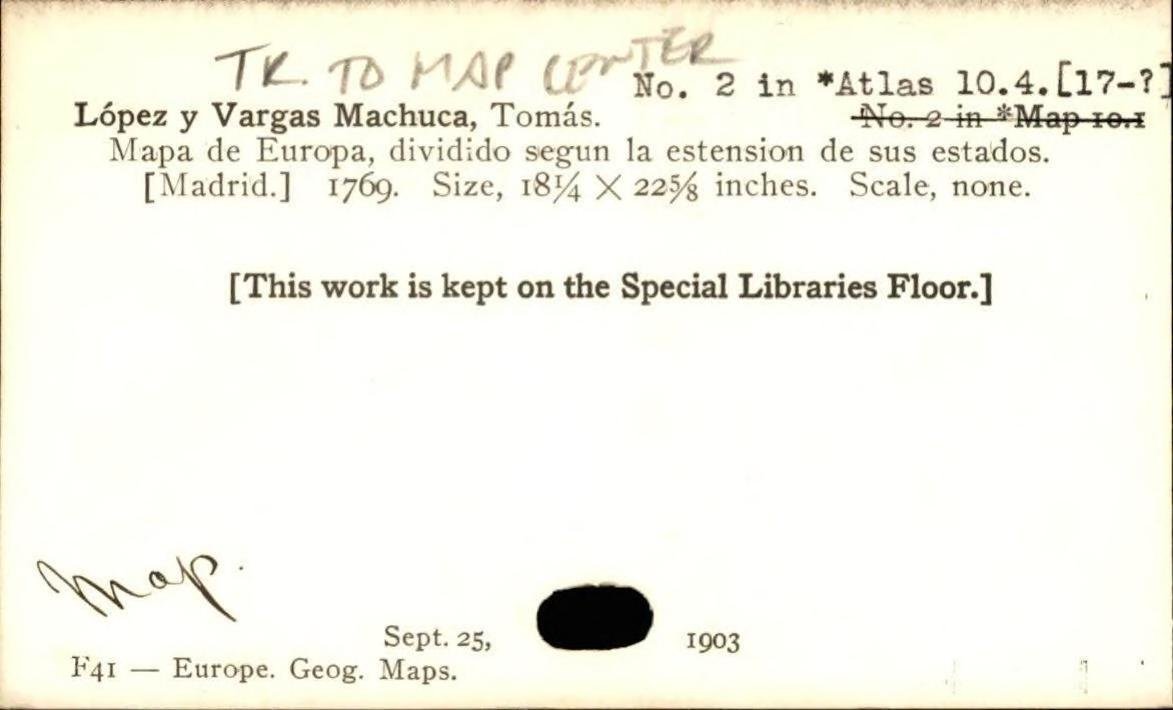 TR. TO MAP CENTER
No. 2 in *Atlas 10.4.[17-?]
López y Vargas Machuca, Tomás.
No. 2 in *Map 10.1
Mapa de Europa, dividido segun la estension de sus estados.
[Madrid.] 1769. Size, 18¼ × 22⅝ inches. Scale, none.
[This work is kept on the Special Libraries Floor.]
Map.
Sept. 25, 1903
F41 — Europe. Geog. Maps.